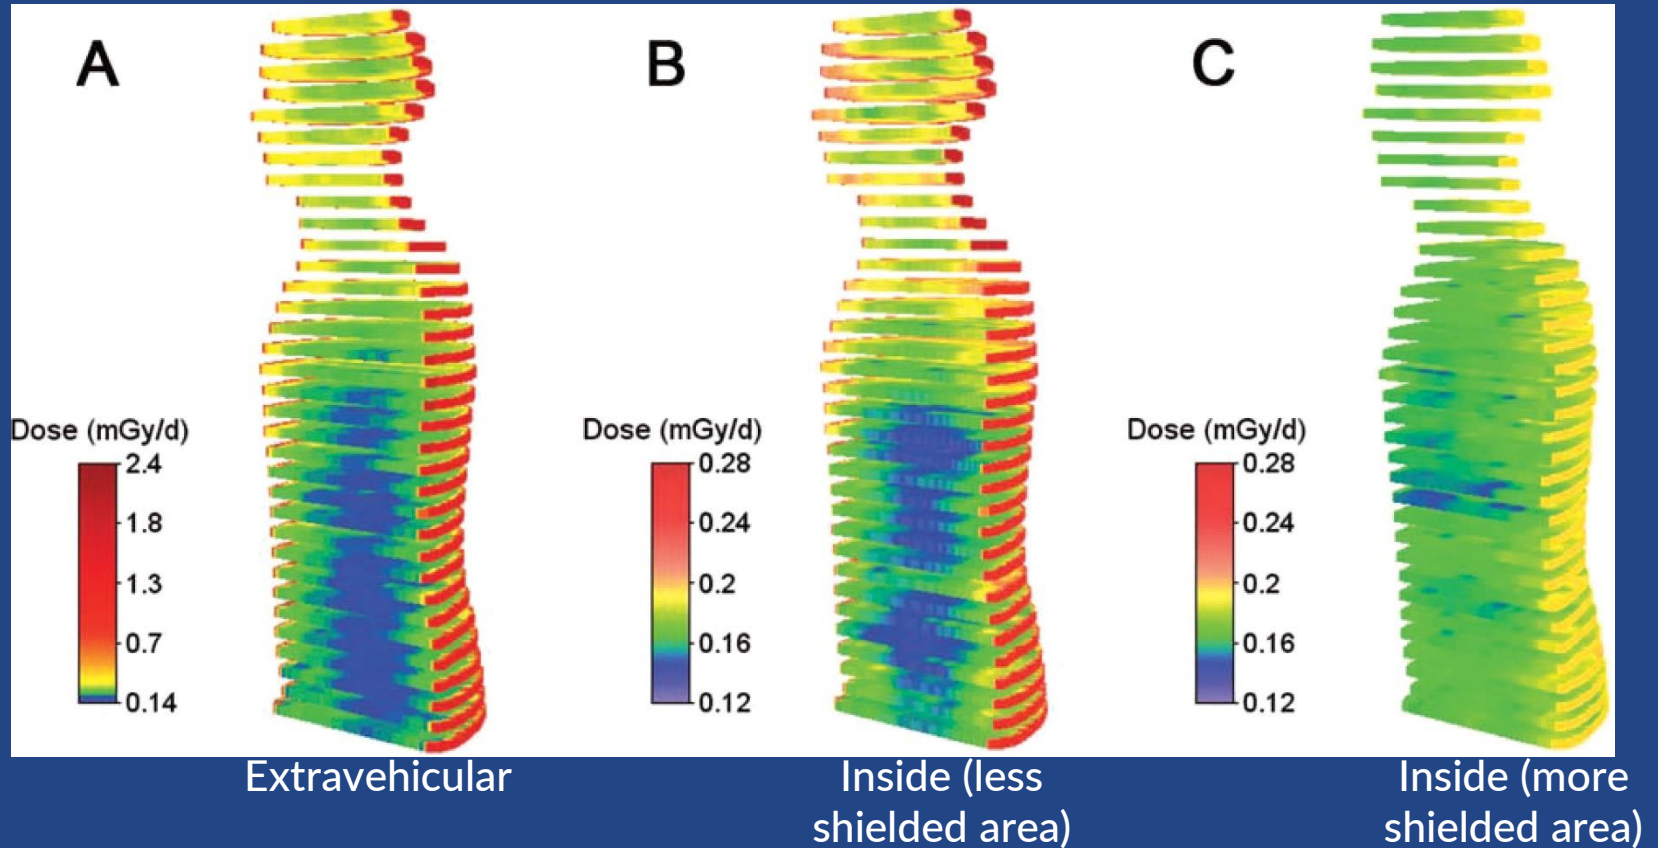 A
B
C
Dose (mGy/d)
2.4
1.8
1.3
0.7
0.14
Dose (mGy/d)
0.28
0.24
0.2
0.16
0.12
Dose (mGy/d)
0.28
0.24
0.2
0.16
0.12
Extravehicular
Inside (less
shielded area)
Inside (more
shielded area)